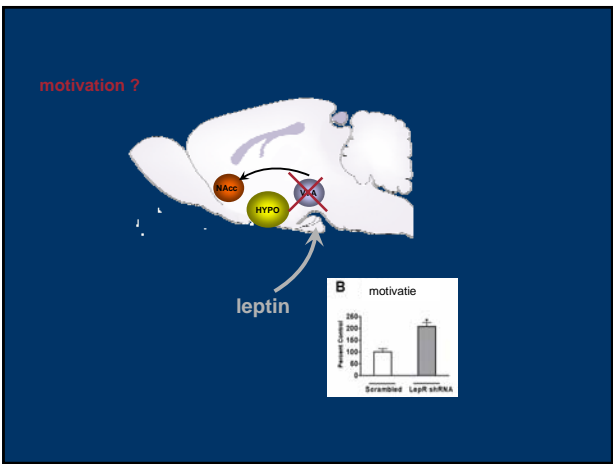 motivation ?
NAcc
VTA
HYPO
leptin
B motivatie
Percent Control
250
200
150
100
50
0
*
Scrambled LepR shRNA